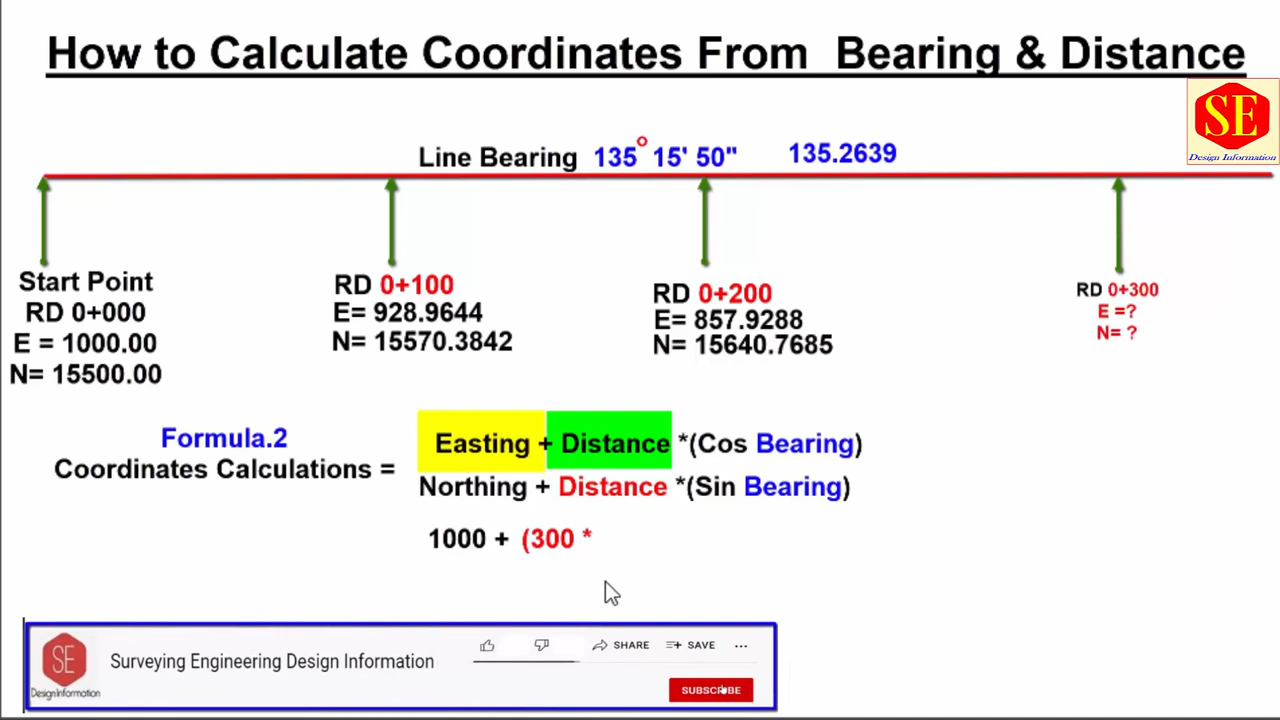 How to Calculate Coordinates From Bearing & Distance
SE
Design Information
Line Bearing 135° 15' 50" 135.2639
Start Point
RD 0+000
E = 1000.00
N= 15500.00
RD 0+100
E= 928.9644
N= 15570.3842
RD 0+200
E= 857.9288
N= 15640.7685
RD 0+300
E =?
N= ?
Formula.2
Coordinates Calculations =
Easting + Distance *(Cos Bearing)
Northing + Distance *(Sin Bearing)
1000 + (300 *
SE
DesignInformation
Surveying Engineering Design Information
SHARE
SAVE
SUBSCRIBE